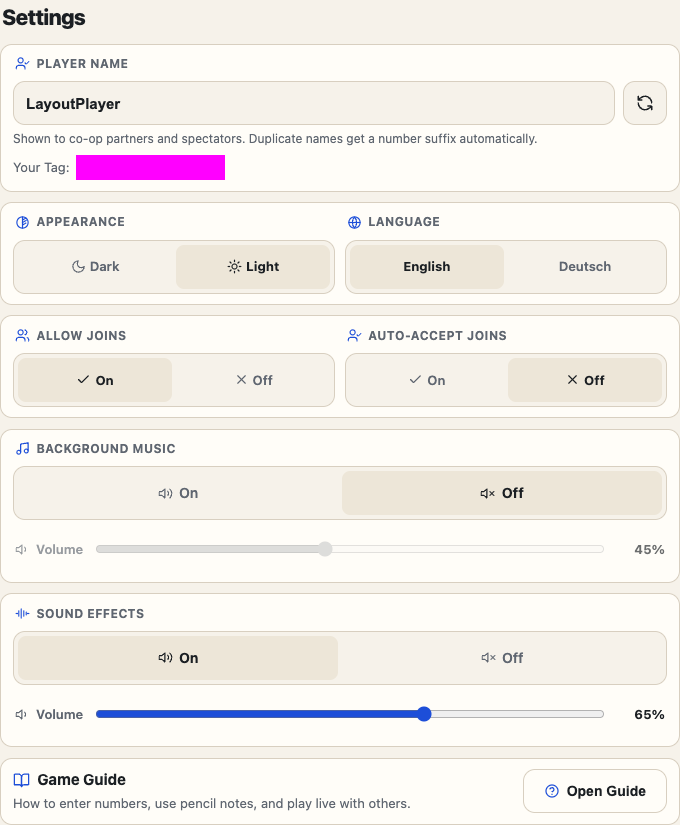 Settings
PLAYER NAME
LayoutPlayer
Shown to co-op partners and spectators. Duplicate names get a number suffix automatically.
Your Tag:
APPEARANCE
Dark Light
LANGUAGE
English Deutsch
ALLOW JOINS
On Off
AUTO-ACCEPT JOINS
On Off
BACKGROUND MUSIC
On Off
Volume 45%
SOUND EFFECTS
On Off
Volume 65%
Game Guide
How to enter numbers, use pencil notes, and play live with others.
Open Guide